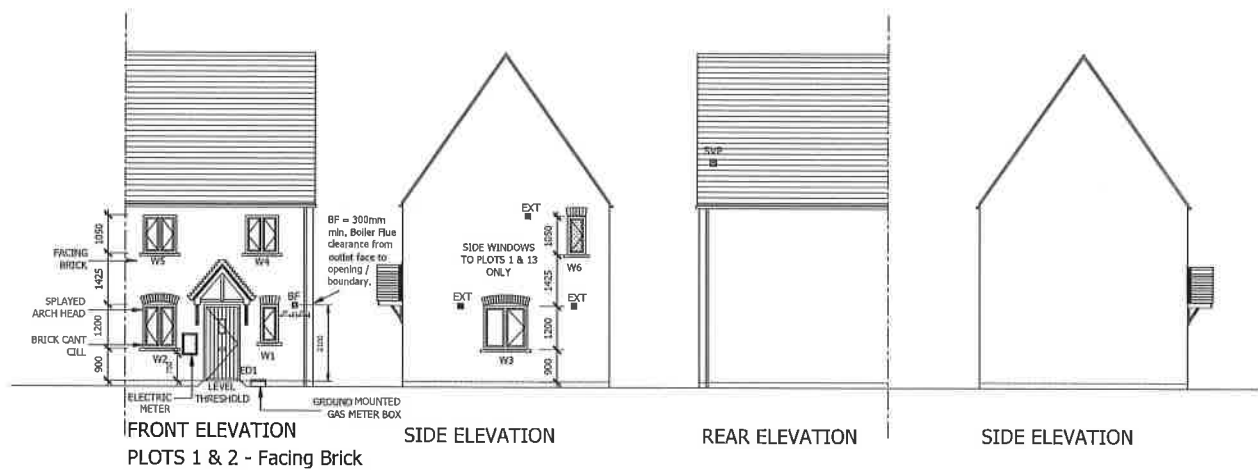 SVP
EXT
BF = 300mm
min, Boiler Flue
clearance from
outlet face to
opening /
boundary.
SIDE WINDOWS
TO PLOTS 1 & 13
ONLY
1050
1050
W5
W4
W6
FACING
BRICK
1425
1425
SPLAYED
ARCH HEAD
BF
EXT
EXT
1200
1200
2100
BRICK CANT
CILL
W2
W1
W3
900
900
ED1
ELECTRIC
METER
LEVEL
THRESHOLD
GROUND MOUNTED
GAS METER BOX
FRONT ELEVATION
SIDE ELEVATION
REAR ELEVATION
SIDE ELEVATION
PLOTS 1 & 2 - Facing Brick